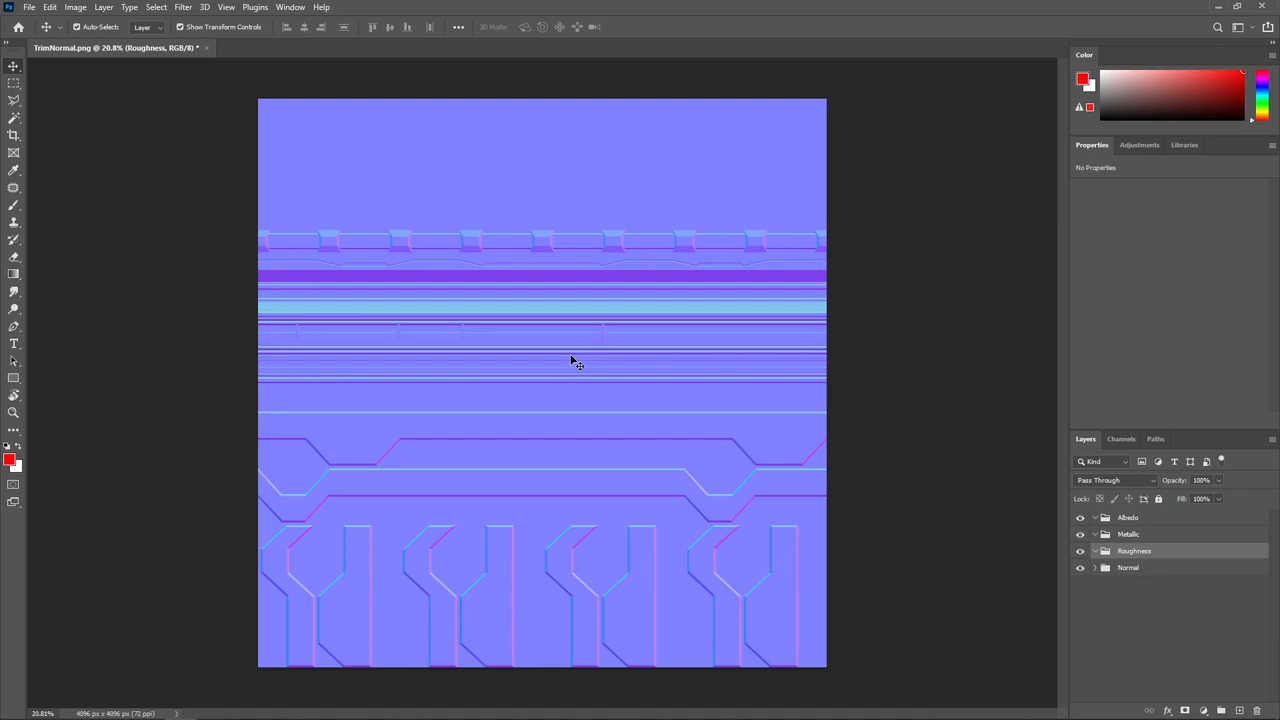 Ps File Edit Image Layer Type Select Filter 3D View Plugins Window Help
Auto-Select: Layer Show Transform Controls 3D Mode:
TrimNormal.png @ 20.8% (Roughness, RGB/8) *
Color
Properties Adjustments Libraries
No Properties
Layers Channels Paths
Kind
Pass Through Opacity: 100%
Lock: Fill: 100%
Albedo
Metallic
Roughness
Normal
20.81% 4096 px x 4096 px (72 ppi)